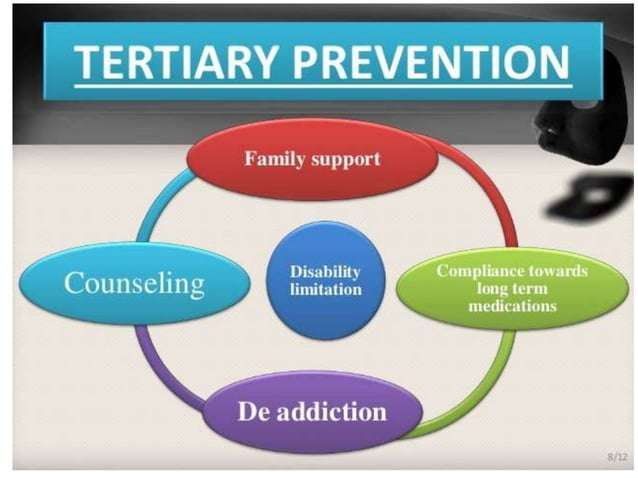 TERTIARY PREVENTION
Family support
Counseling
Disability
limitation
Compliance towards
long term
medications
De addiction
8/12